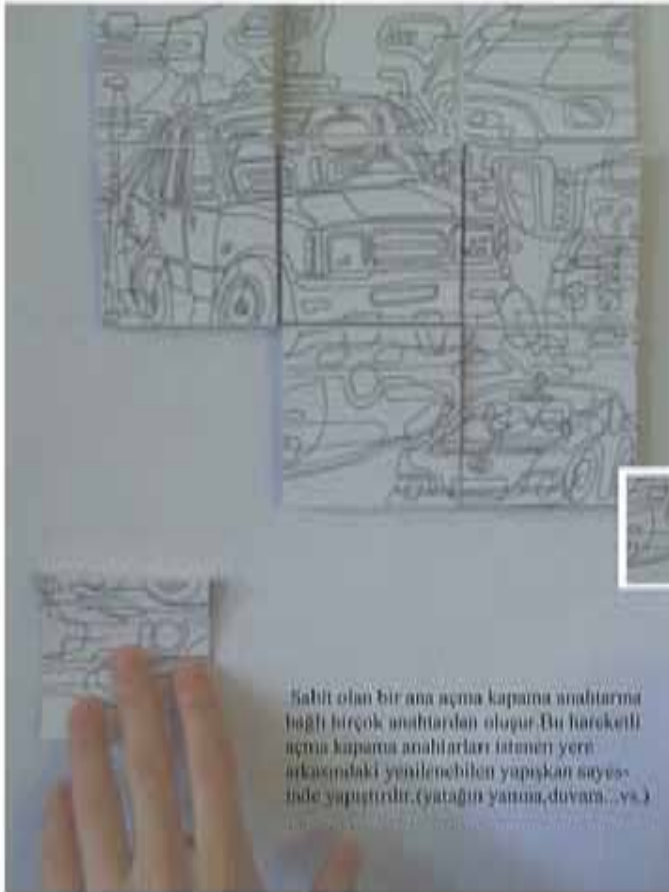 Sabit olan bir ana açma kapama anahtarına
bağlı birçok anahtardan oluşur.Bu hareketli
açma kapama anahtarları istenen yere
arkasındaki yenilenebilen yapışkan sayes-
inde yapıştırdır.(yatağın yanına,duvara...vs.)